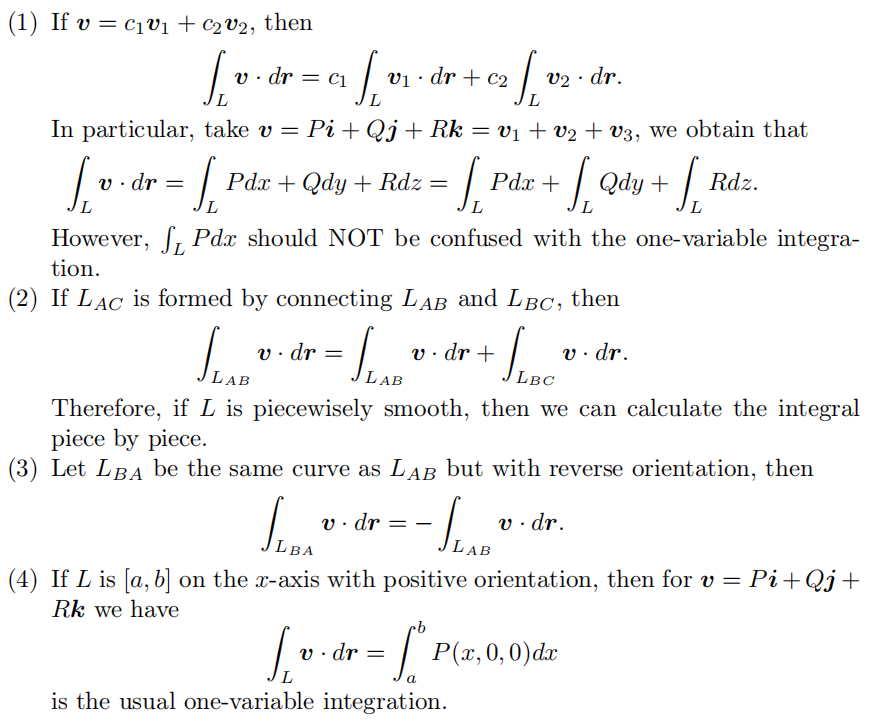 (1) If v = c₁v₁ + c₂v₂, then
∫_L v · dr = c₁ ∫_L v₁ · dr + c₂ ∫_L v₂ · dr.
In particular, take v = Pi + Qj + Rk = v₁ + v₂ + v₃, we obtain that
∫_L v · dr = ∫_L Pdx + Qdy + Rdz = ∫_L Pdx + ∫_L Qdy + ∫_L Rdz.
However, ∫_L Pdx should NOT be confused with the one-variable integra-
tion.
(2) If L_AC is formed by connecting L_AB and L_BC, then
∫_{L_AB} v · dr = ∫_{L_AB} v · dr + ∫_{L_BC} v · dr.
Therefore, if L is piecewisely smooth, then we can calculate the integral
piece by piece.
(3) Let L_BA be the same curve as L_AB but with reverse orientation, then
∫_{L_BA} v · dr = − ∫_{L_AB} v · dr.
(4) If L is [a, b] on the x-axis with positive orientation, then for v = Pi + Qj +
Rk we have
∫_L v · dr = ∫_a^b P(x, 0, 0)dx
is the usual one-variable integration.